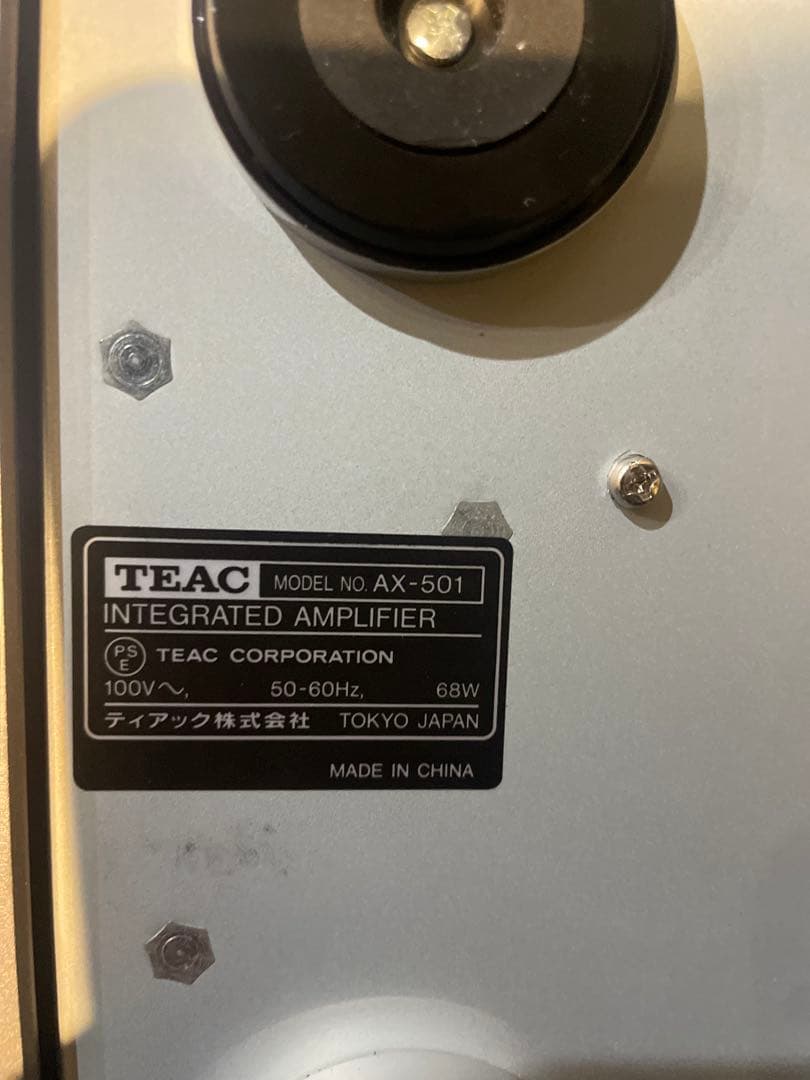 TEAC MODEL NO. AX-501
INTEGRATED AMPLIFIER
PS E TEAC CORPORATION
100V〜, 50-60Hz, 68W
ティアック株式会社 TOKYO JAPAN
MADE IN CHINA